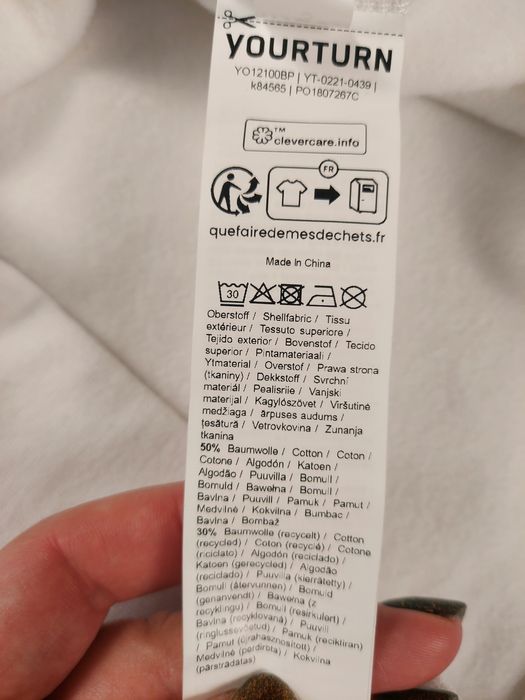 YOURTURN
YO12100BP | YT-0221-0439 |
k84565 | PO1807267C
TM
clevercare.info
FR
quefairedemesdechets.fr
Made In China
30
Oberstoff / Shellfabric / Tissu
extérieur / Tessuto superiore /
Tejido exterior / Bovenstof / Tecido
superior / Pintamateriaali /
Ytmaterial / Overstof / Prawa strona
(tkaniny) / Dekkstoff / Svrchní
materiál / Pealisriie / Vanjski
materijal / Kagylószövet / Viršutinė
medžiaga / ārpuses audums /
ţesătură / Vetrovkovina / Zunanja
tkanina
50% Baumwolle / Cotton / Coton /
Cotone / Algodón / Katoen /
Algodão / Puuvilla / Bomull /
Bomuld / Bawełna / Bomull /
Bavlna / Puuvill / Pamuk / Pamut /
Medvilnė / Kokvilna / Bumbac /
Bavlna / Bombaž
30% Baumwolle (recycelt) / Cotton
(recycled) / Coton (recyclé) / Cotone
(riciclato) / Algodón (reciclado) /
Katoen (gerecycled) / Algodão
(reciclado) / Puuvilla (kierrätetty) /
Bomull (återvunnen) / Bomuld
(genanvendt) / Bawełna (z
recyklingu) / Bomull (resirkulert) /
Bavlna (recyklovaná) / Puuvill
(ringlussevõetud) / Pamuk (recikliran)
/ Pamut (újrahasznosított) /
Medvilnė (perdirbta) / Kokvilna
(pārstrādātas)